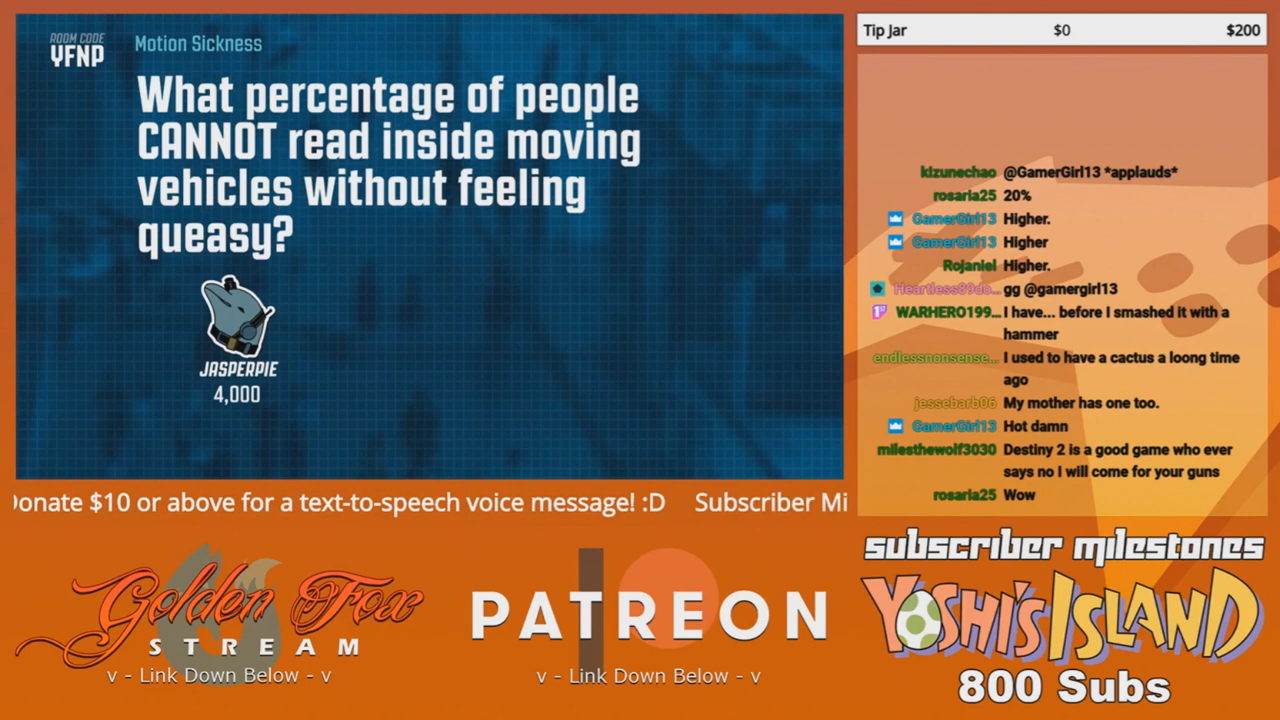 ROOM CODE
YFNP
Motion Sickness
What percentage of people
CANNOT read inside moving
vehicles without feeling
queasy?
JASPERPIE
4,000
Tip Jar $0 $200
kizunechao @GamerGirl13 *applauds*
rosaria25 20%
GamerGirl13 Higher.
GamerGirl13 Higher
Rojaniel Higher.
Heartless89do... gg @gamergirl13
WARHERO199... I have... before I smashed it with a
hammer
endlessnonsense... I used to have a cactus a loong time
ago
jessebarb06 My mother has one too.
GamerGirl13 Hot damn
milesthewolf3030 Destiny 2 is a good game who ever
says no I will come for your guns
rosaria25 Wow
Donate $10 or above for a text-to-speech voice message! :D Subscriber Mi
Golden Fox
STREAM
v - Link Down Below - v
PATREON
v - Link Down Below - v
subscriber milestones
YOSHI'S ISLAND
800 Subs